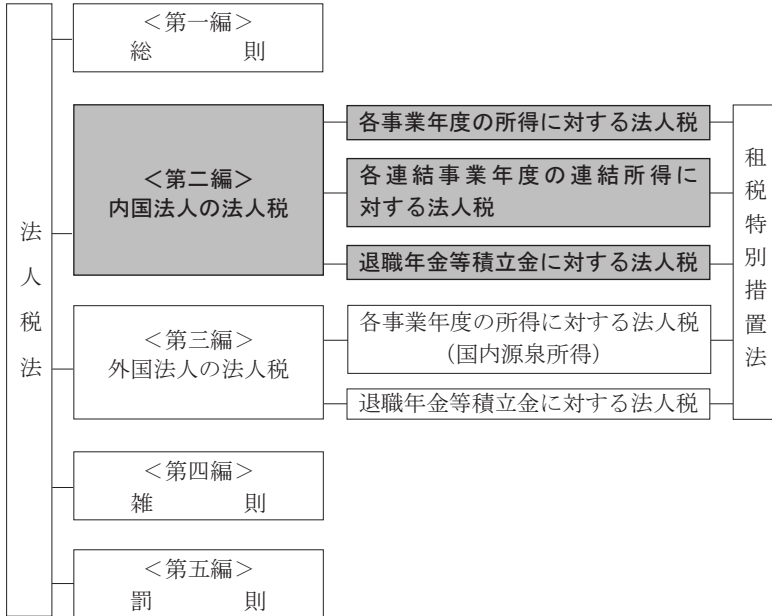 法人税法
＜第一編＞
総　　　則
＜第二編＞
内国法人の法人税
各事業年度の所得に対する法人税
各連結事業年度の連結所得に
対する法人税
退職年金等積立金に対する法人税
＜第三編＞
外国法人の法人税
各事業年度の所得に対する法人税
（国内源泉所得）
退職年金等積立金に対する法人税
租税特別措置法
＜第四編＞
雑　　　則
＜第五編＞
罰　　　則